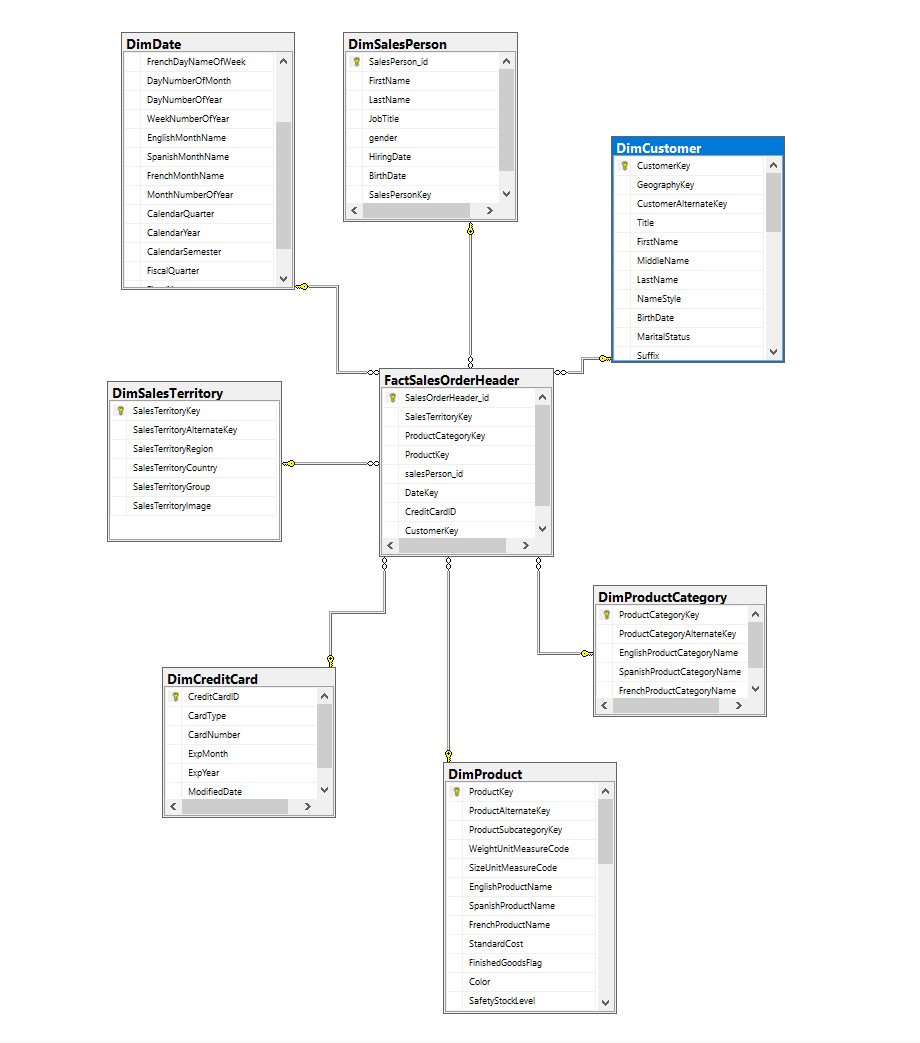 DimDate
FrenchDayNameOfWeek
DayNumberOfMonth
DayNumberOfYear
WeekNumberOfYear
EnglishMonthName
SpanishMonthName
FrenchMonthName
MonthNumberOfYear
CalendarQuarter
CalendarYear
CalendarSemester
FiscalQuarter
DimSalesPerson
SalesPerson_id
FirstName
LastName
JobTitle
gender
HiringDate
BirthDate
SalesPersonKey
DimCustomer
CustomerKey
GeographyKey
CustomerAlternateKey
Title
FirstName
MiddleName
LastName
NameStyle
BirthDate
MaritalStatus
Suffix
DimSalesTerritory
SalesTerritoryKey
SalesTerritoryAlternateKey
SalesTerritoryRegion
SalesTerritoryCountry
SalesTerritoryGroup
SalesTerritoryImage
FactSalesOrderHeader
SalesOrderHeader_id
SalesTerritoryKey
ProductCategoryKey
ProductKey
salesPerson_id
DateKey
CreditCardID
CustomerKey
DimProductCategory
ProductCategoryKey
ProductCategoryAlternateKey
EnglishProductCategoryName
SpanishProductCategoryName
FrenchProductCategoryName
DimCreditCard
CreditCardID
CardType
CardNumber
ExpMonth
ExpYear
ModifiedDate
DimProduct
ProductKey
ProductAlternateKey
ProductSubcategoryKey
WeightUnitMeasureCode
SizeUnitMeasureCode
EnglishProductName
SpanishProductName
FrenchProductName
StandardCost
FinishedGoodsFlag
Color
SafetyStockLevel